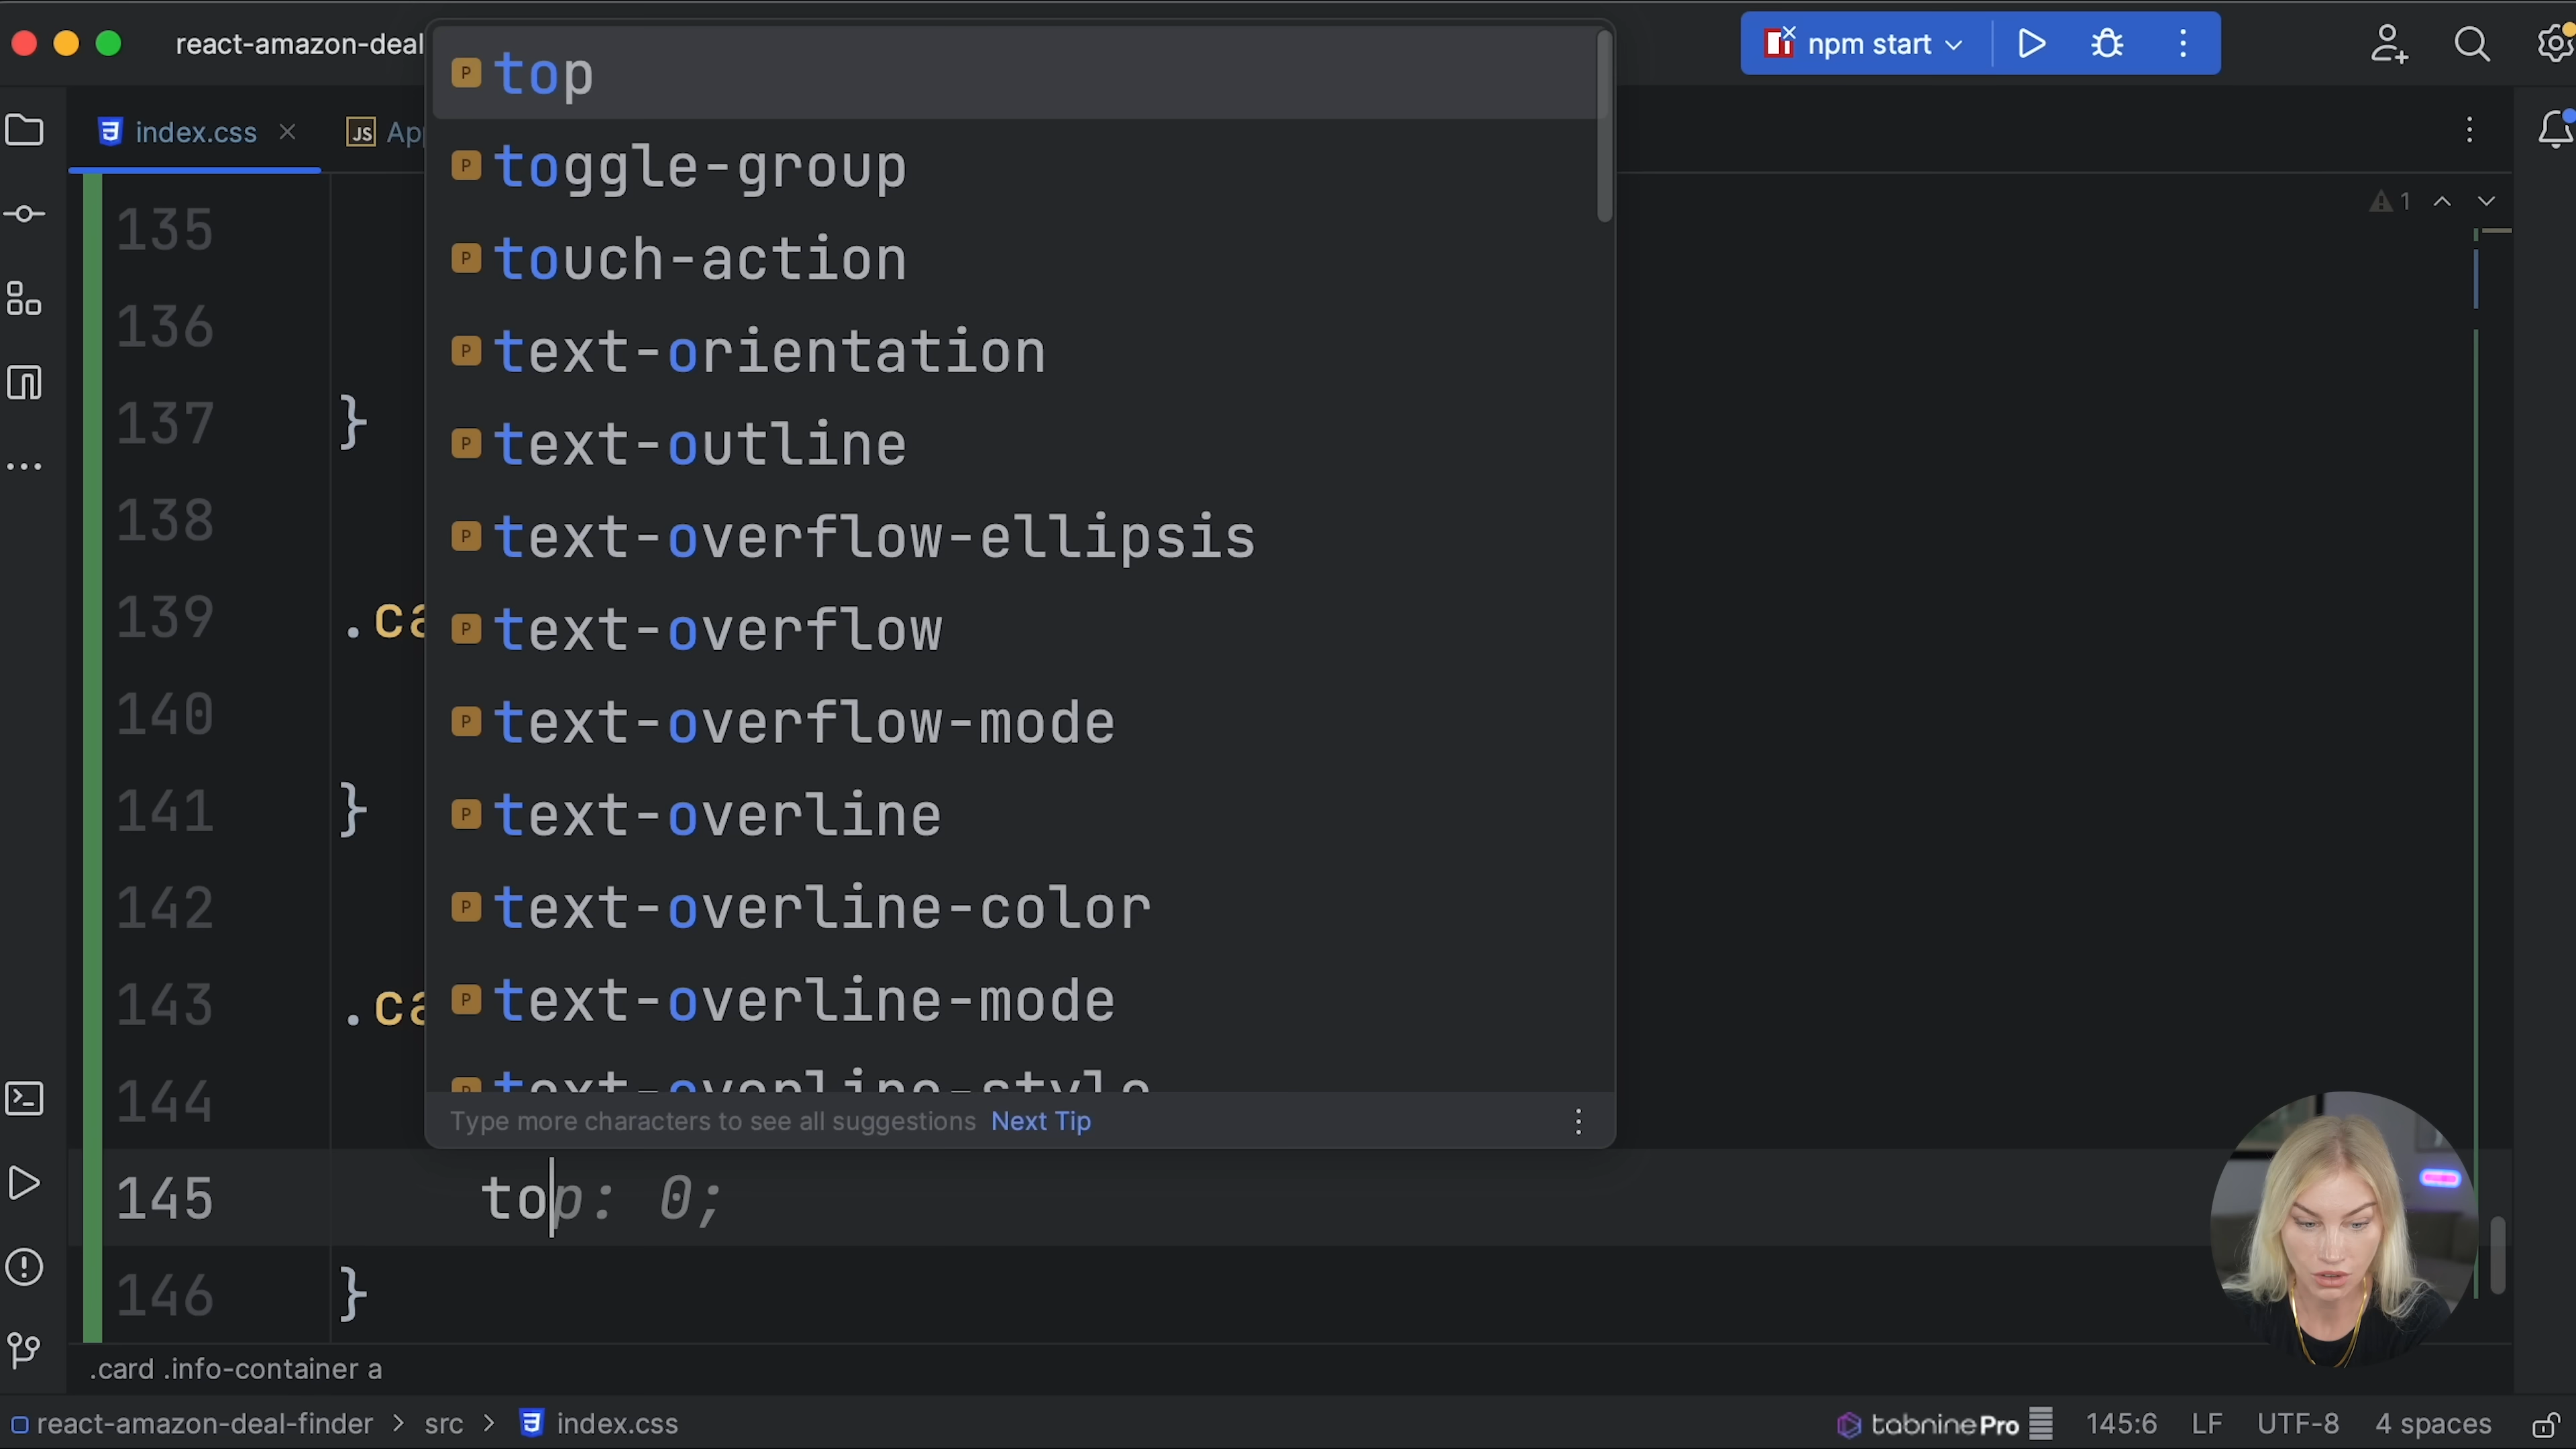 react-amazon-deal
npm start
index.css
JS
1
top
toggle-group
touch-action
text-orientation
text-outline
text-overflow-ellipsis
text-overflow
text-overflow-mode
text-overline
text-overline-color
text-overline-mode
text-overline-style
Type more characters to see all suggestions Next Tip
135
136
137 }
138
139 .ca
140
141 }
142
143 .ca
144
145 top: 0;
146 }
.card .info-container a
react-amazon-deal-finder > src > index.css
tabnine Pro 145:6 LF UTF-8 4 spaces